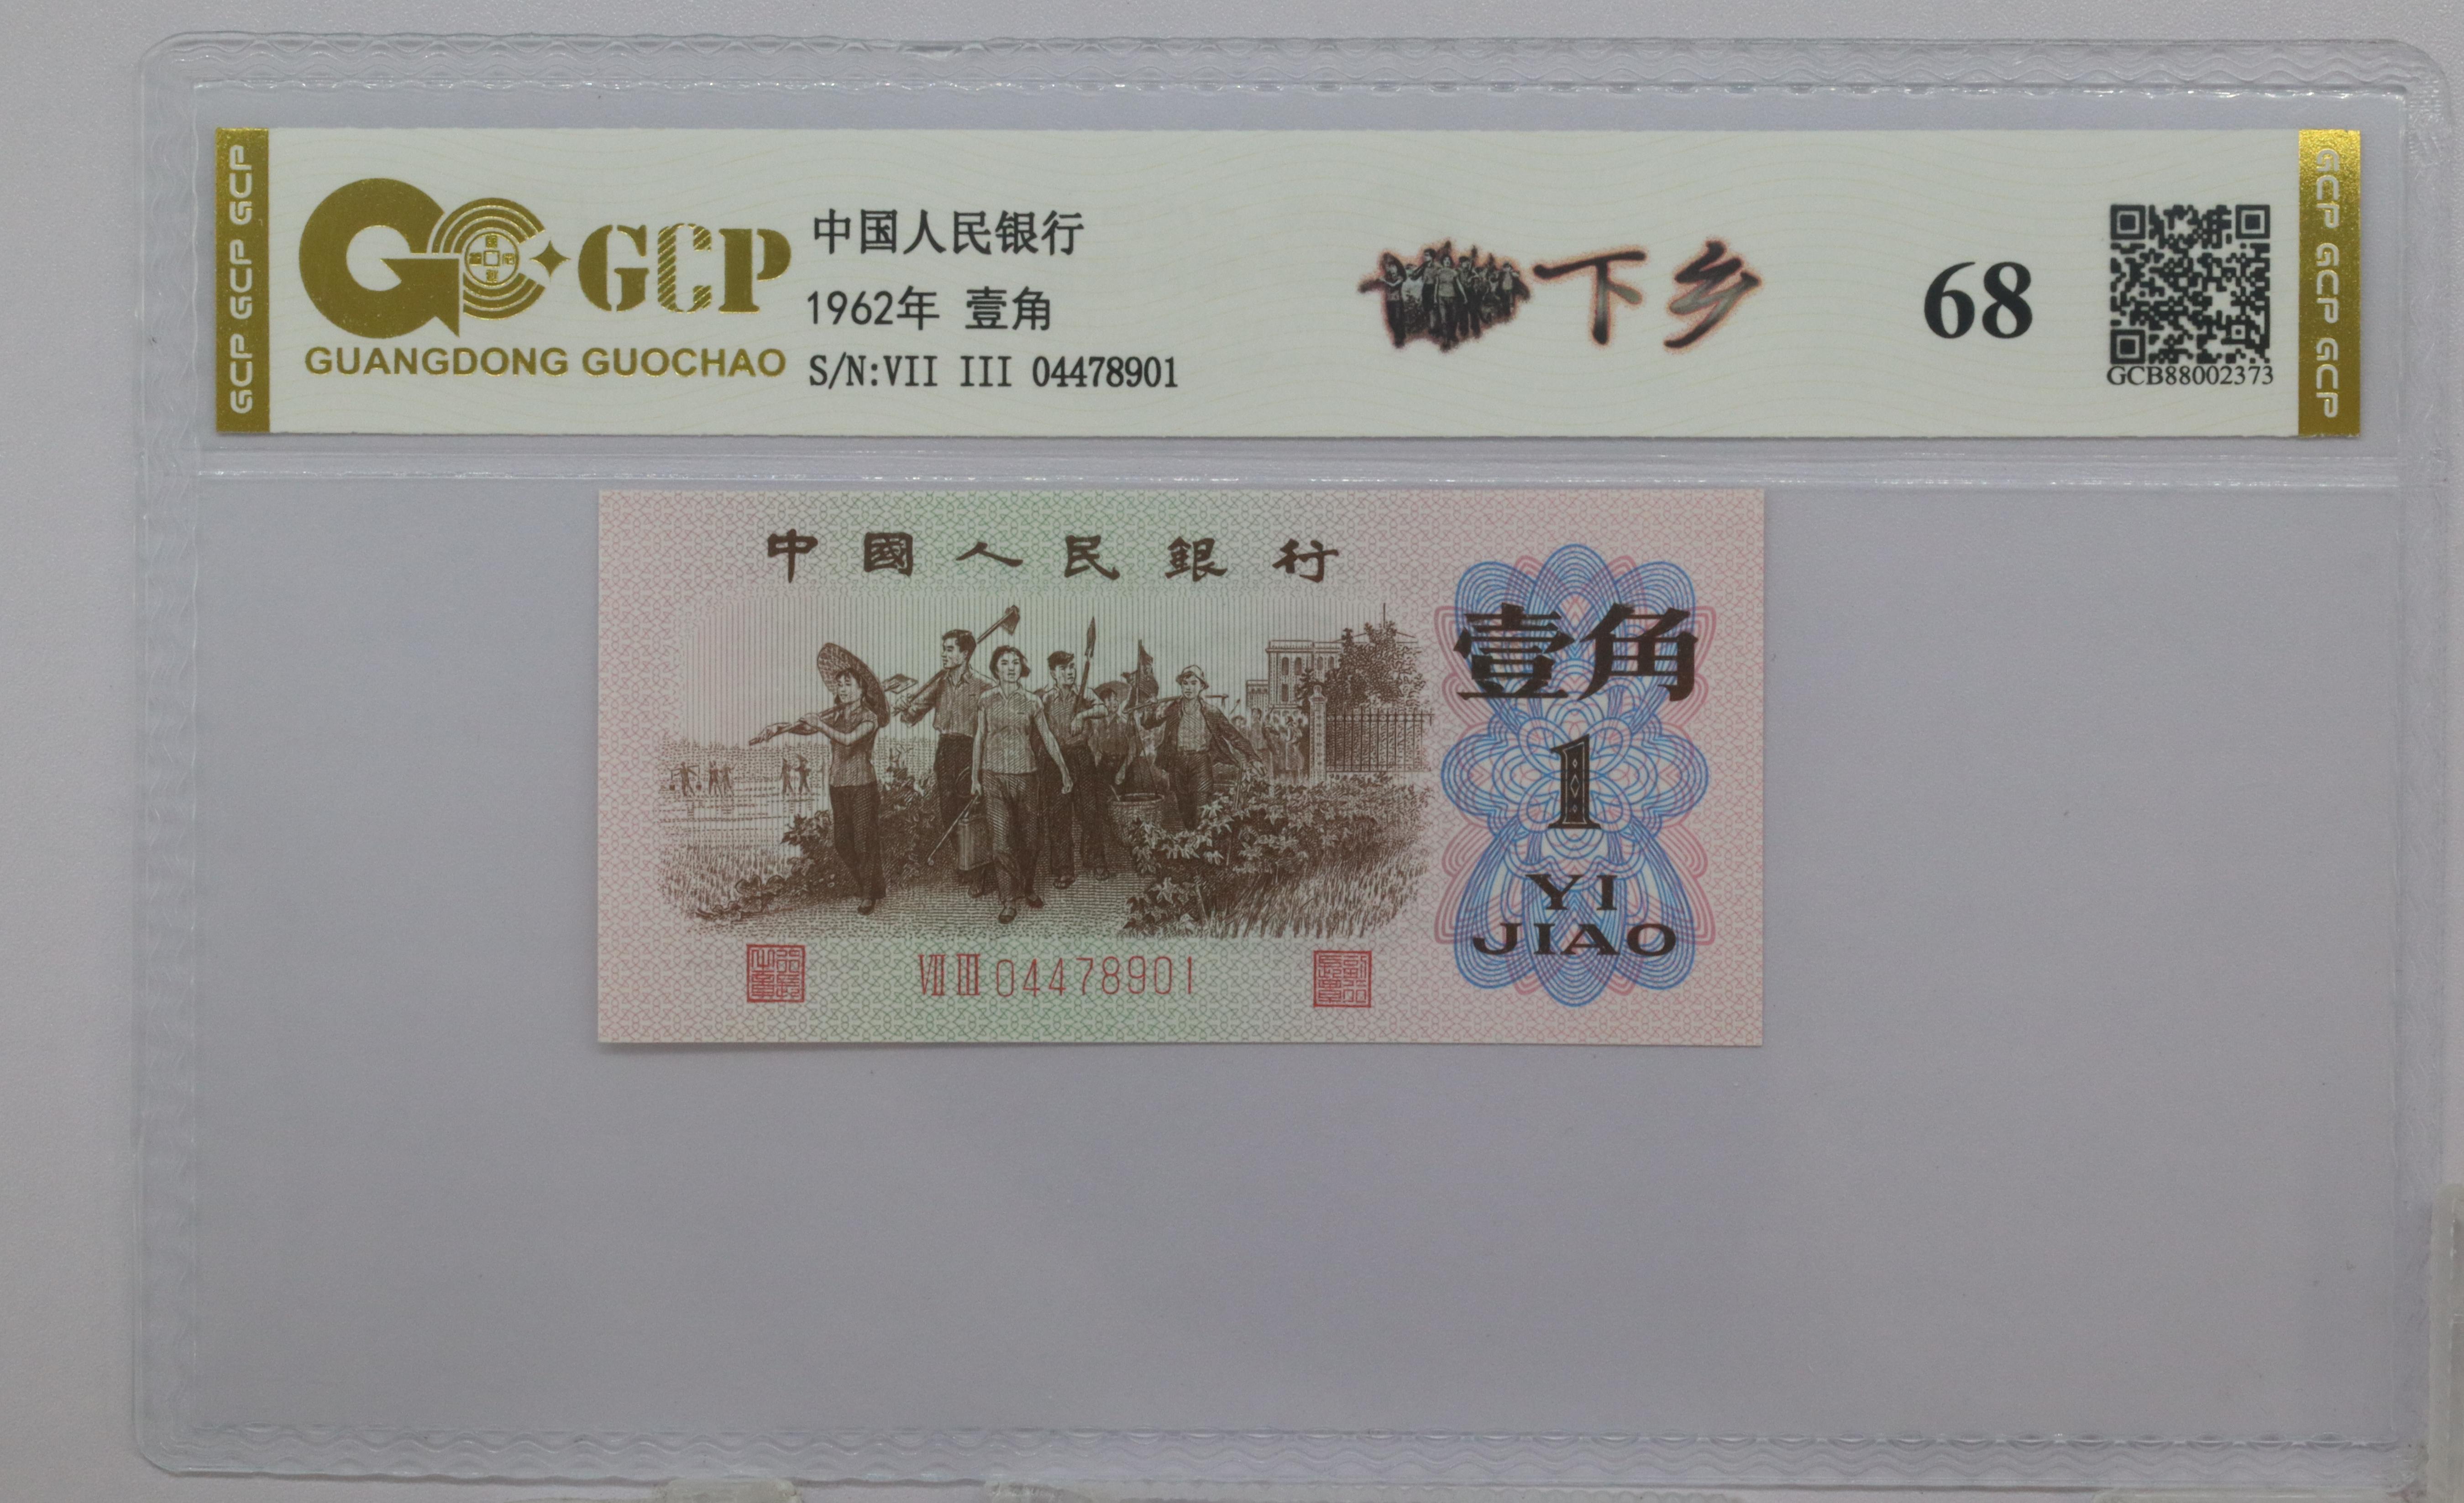 GCP GCP GCP
GCP
GUANGDONG GUOCHAO
中国人民银行
1962年 壹角
S/N:VII III 04478901
下乡
68
GCB88002373
GCP GCP GCP
中國人民銀行
壹角
1
YI
JIAO
VII III 04478901